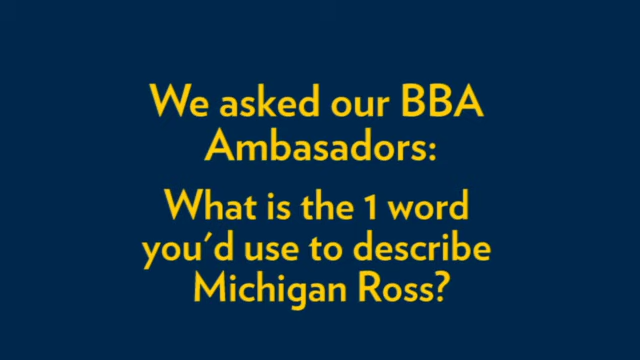 We asked our BBA
Ambasadors:
What is the 1 word
you'd use to describe
Michigan Ross?